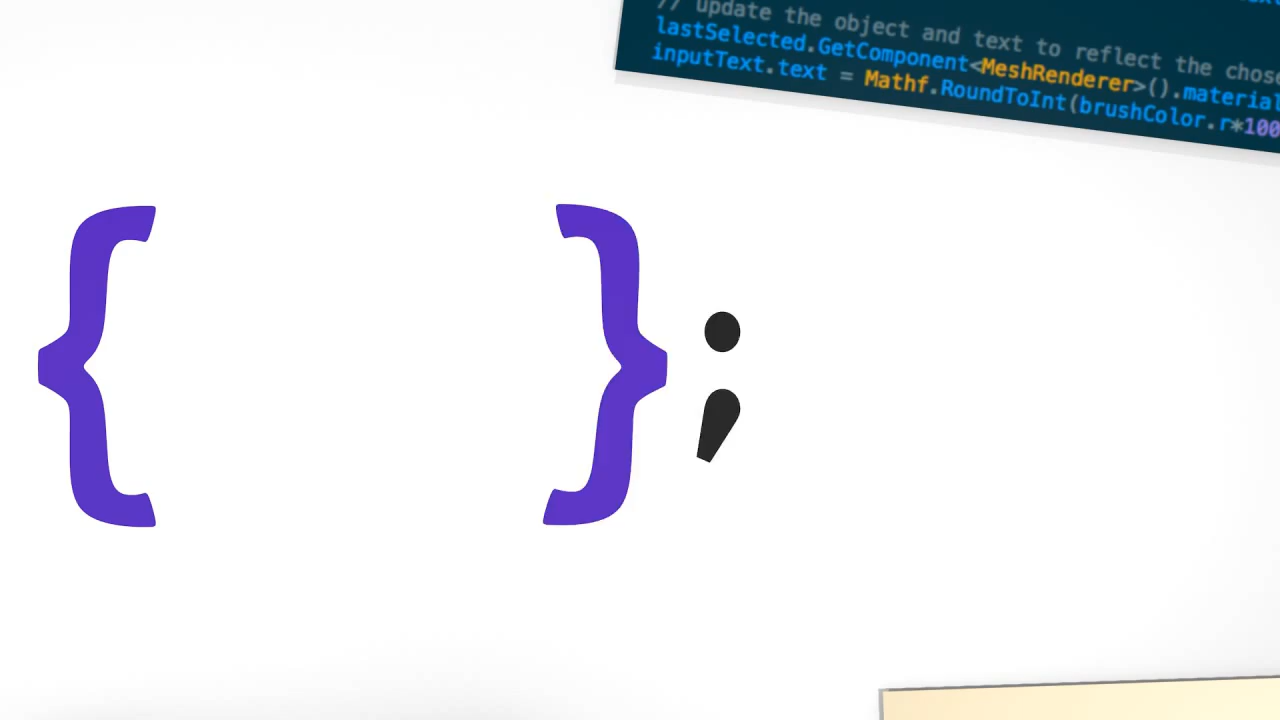 // update the object and text to reflect the chose
lastSelected.GetComponent<MeshRenderer>().material
inputText.text = Mathf.RoundToInt(brushColor.r*100
{ };